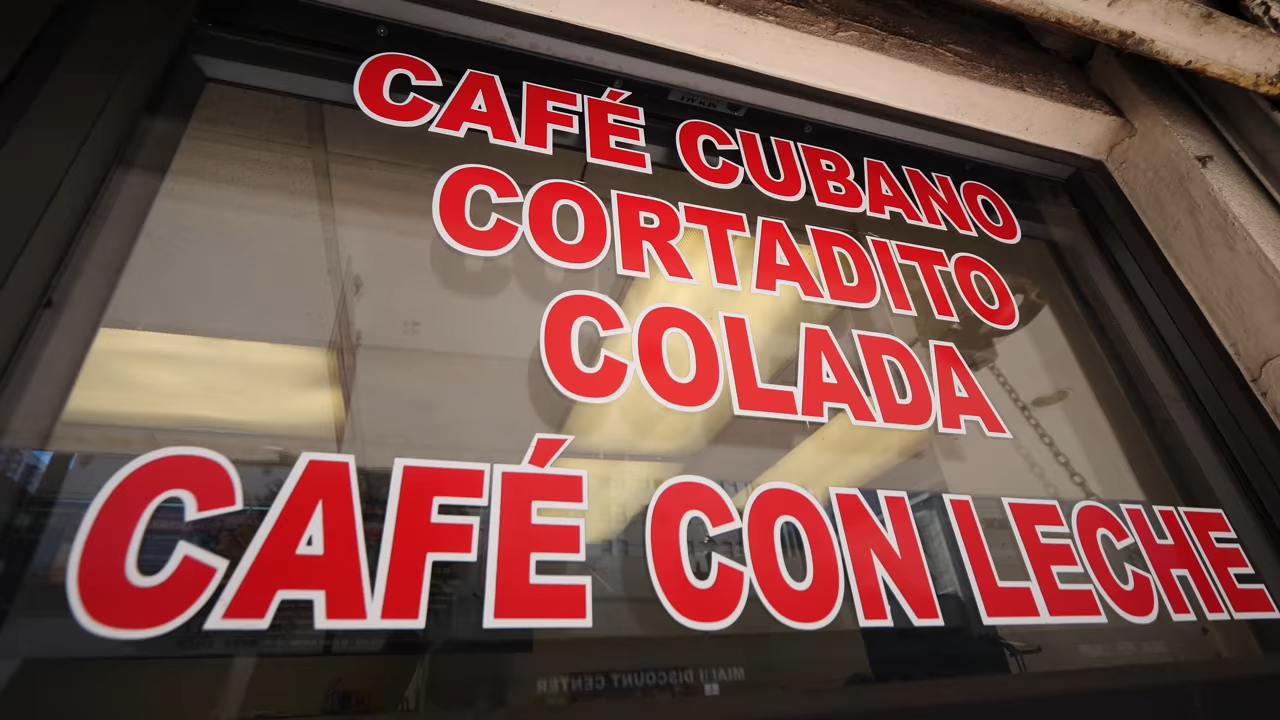 CAFÉ CUBANO
CORTADITO
COLADA
CAFÉ CON LECHE
MIAMI DISCOUNT CENTER